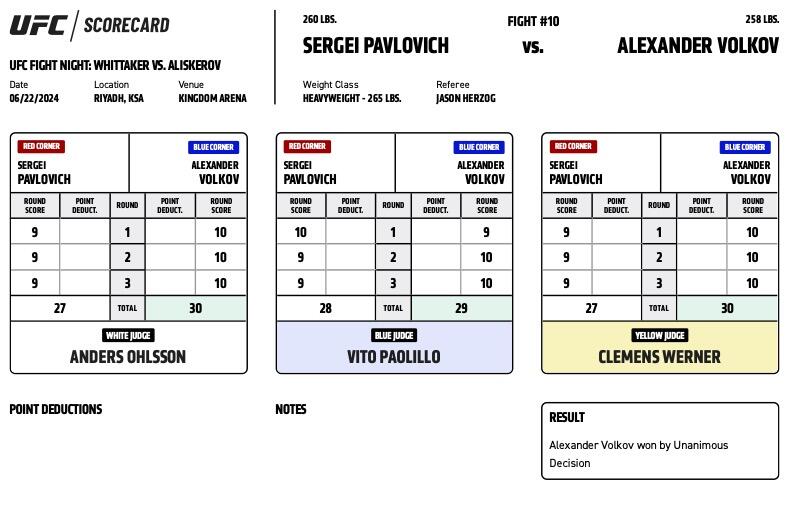 UFC SCORECARD
UFC FIGHT NIGHT: WHITTAKER VS. ALISKEROV
Date Location Venue
06/22/2024 RIYADH, KSA KINGDOM ARENA
260 LBS. FIGHT #10 258 LBS.
SERGEI PAVLOVICH VS. ALEXANDER VOLKOV
Weight Class Referee
HEAVYWEIGHT - 265 LBS. JASON HERZOG
RED CORNER BLUE CORNER
SERGEI ALEXANDER
PAVLOVICH VOLKOV
ROUND POINT ROUND POINT ROUND
SCORE DEDUCT. DEDUCT. SCORE
9 1 10
9 2 10
9 3 10
27 TOTAL 30
WHITE JUDGE
ANDERS OHLSSON
RED CORNER BLUE CORNER
SERGEI ALEXANDER
PAVLOVICH VOLKOV
ROUND POINT ROUND POINT ROUND
SCORE DEDUCT. DEDUCT. SCORE
10 1 9
9 2 10
9 3 10
28 TOTAL 29
BLUE JUDGE
VITO PAOLILLO
RED CORNER BLUE CORNER
SERGEI ALEXANDER
PAVLOVICH VOLKOV
ROUND POINT ROUND POINT ROUND
SCORE DEDUCT. DEDUCT. SCORE
9 1 10
9 2 10
9 3 10
27 TOTAL 30
YELLOW JUDGE
CLEMENS WERNER
POINT DEDUCTIONS
NOTES
RESULT
Alexander Volkov won by Unanimous
Decision